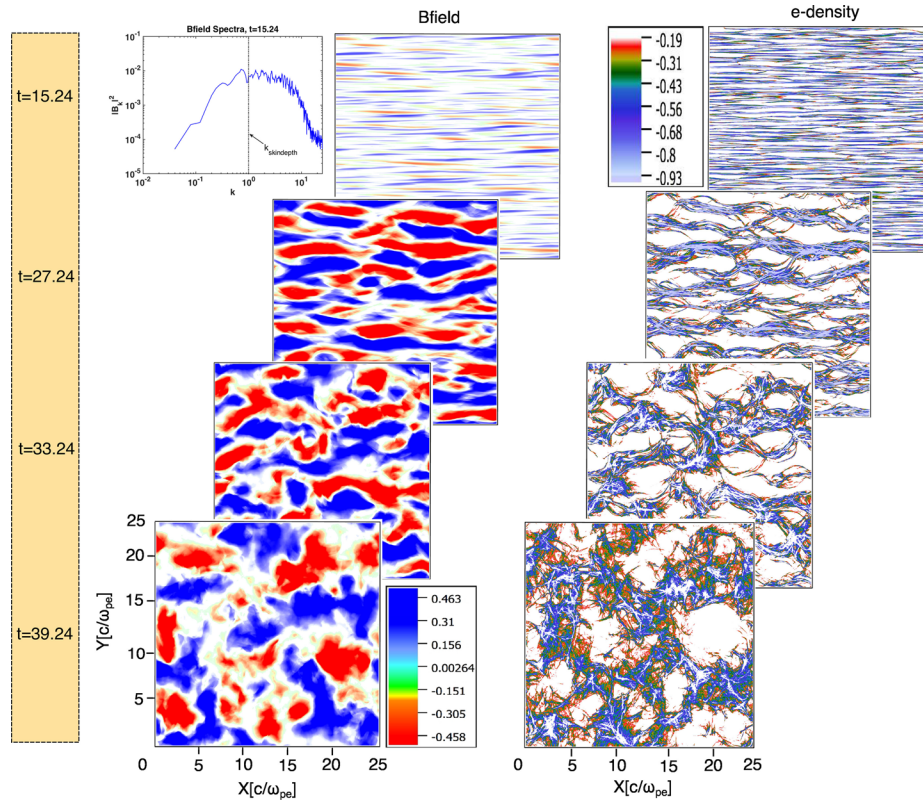 Bfield
e-density
Bfield Spectra, t=15.24
|B_k|^2
10^-1
10^-2
10^-3
10^-4
10^-5
10^-2
10^-1
10^0
10^1
k
k_skindepth
-0.19
-0.31
-0.43
-0.56
-0.68
-0.8
-0.93
t=15.24
t=27.24
t=33.24
t=39.24
25
20
15
10
5
Y[c/ω_pe]
0.463
0.31
0.156
0.00264
-0.151
-0.305
-0.458
0 5 10 15 20 25
X[c/ω_pe]
0 5 10 15 20 25
X[c/ω_pe]